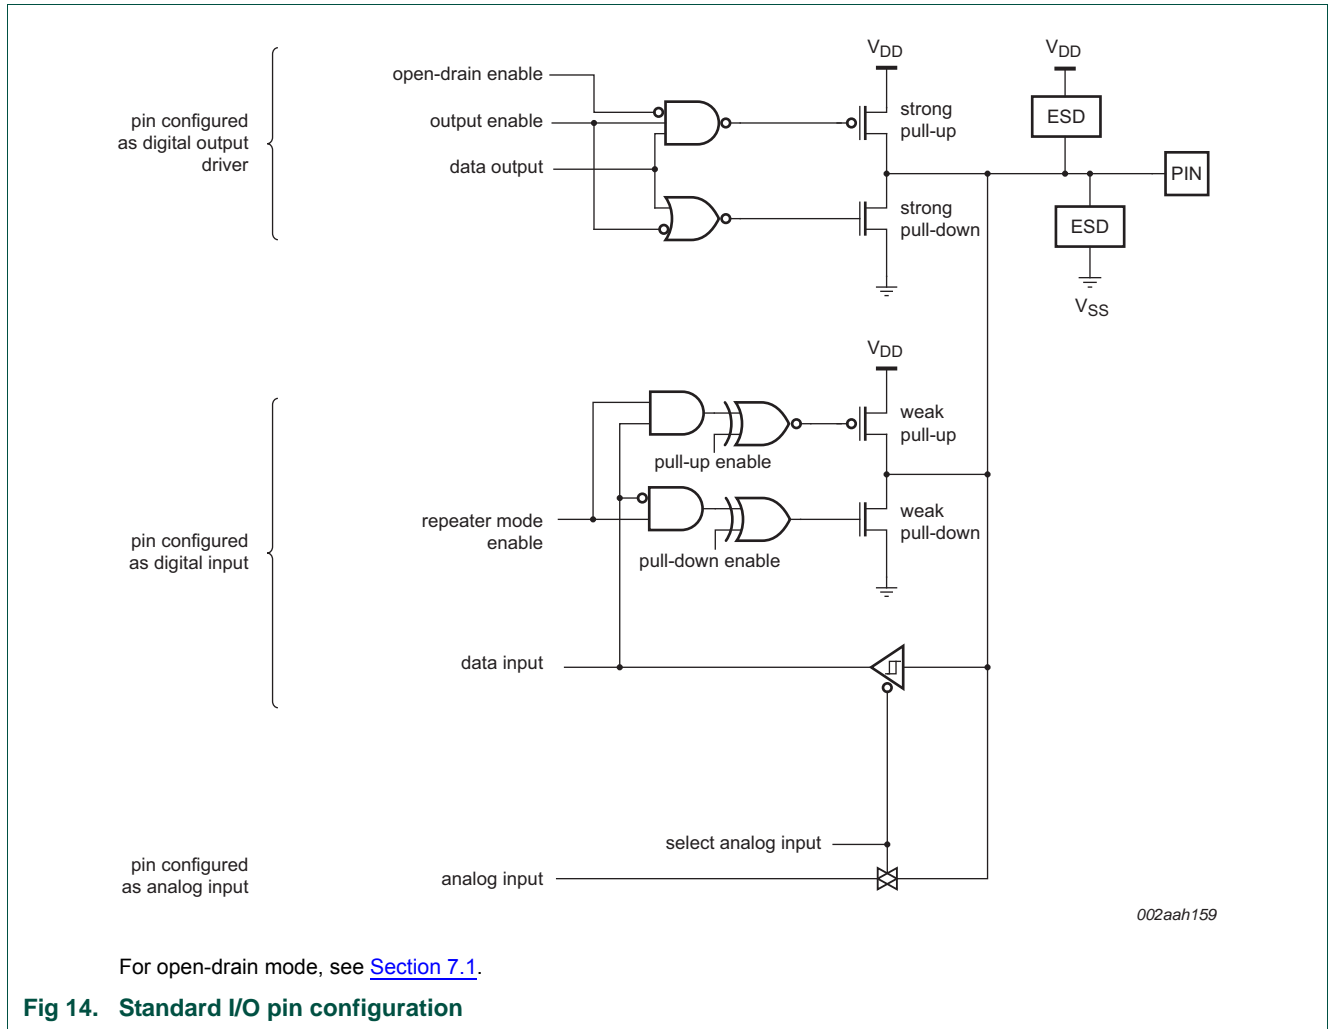 VDD
VDD
open-drain enable
strong
pull-up
ESD
pin configured
as digital output
driver
output enable
data output
PIN
strong
pull-down
ESD
VSS
VDD
weak
pull-up
pull-up enable
repeater mode
enable
weak
pull-down
pin configured
as digital input
pull-down enable
data input
select analog input
pin configured
as analog input
analog input
002aah159
For open-drain mode, see Section 7.1.
Fig 14. Standard I/O pin configuration